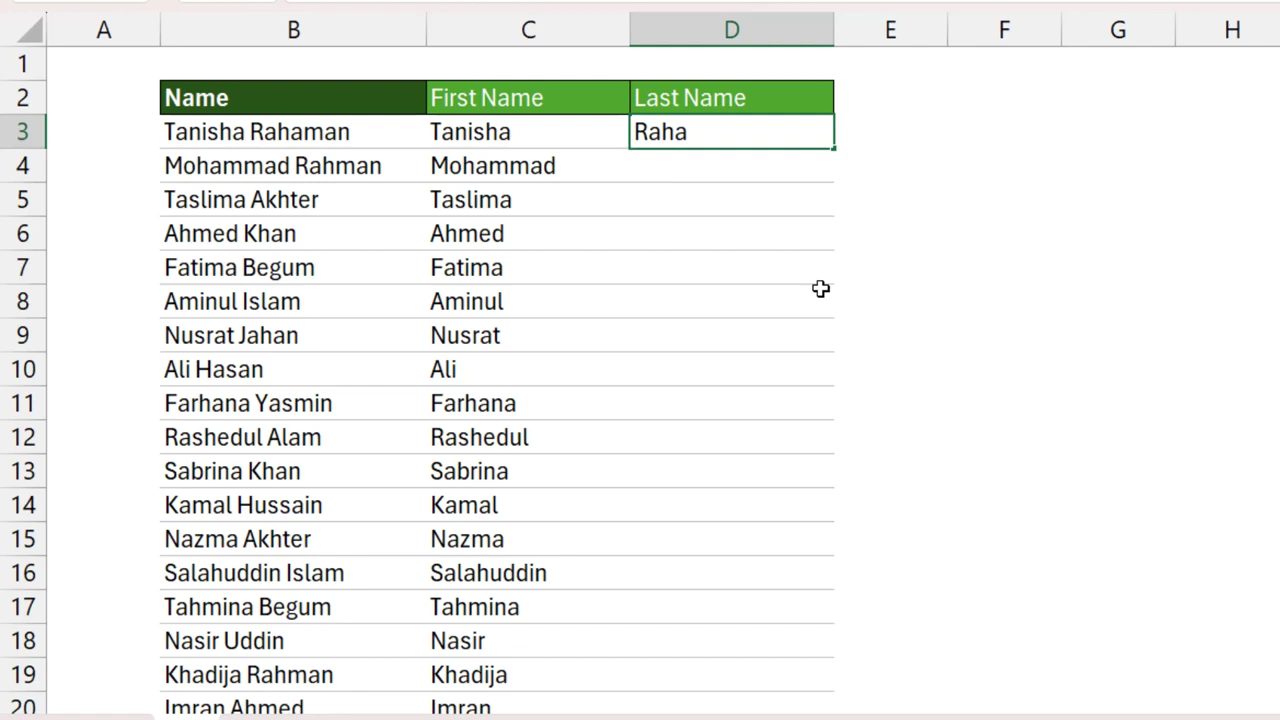 A B C D E F G H
1
2 Name First Name Last Name
3 Tanisha Rahaman Tanisha Raha
4 Mohammad Rahman Mohammad
5 Taslima Akhter Taslima
6 Ahmed Khan Ahmed
7 Fatima Begum Fatima
8 Aminul Islam Aminul
9 Nusrat Jahan Nusrat
10 Ali Hasan Ali
11 Farhana Yasmin Farhana
12 Rashedul Alam Rashedul
13 Sabrina Khan Sabrina
14 Kamal Hussain Kamal
15 Nazma Akhter Nazma
16 Salahuddin Islam Salahuddin
17 Tahmina Begum Tahmina
18 Nasir Uddin Nasir
19 Khadija Rahman Khadija
20 Imran Ahmed Imran